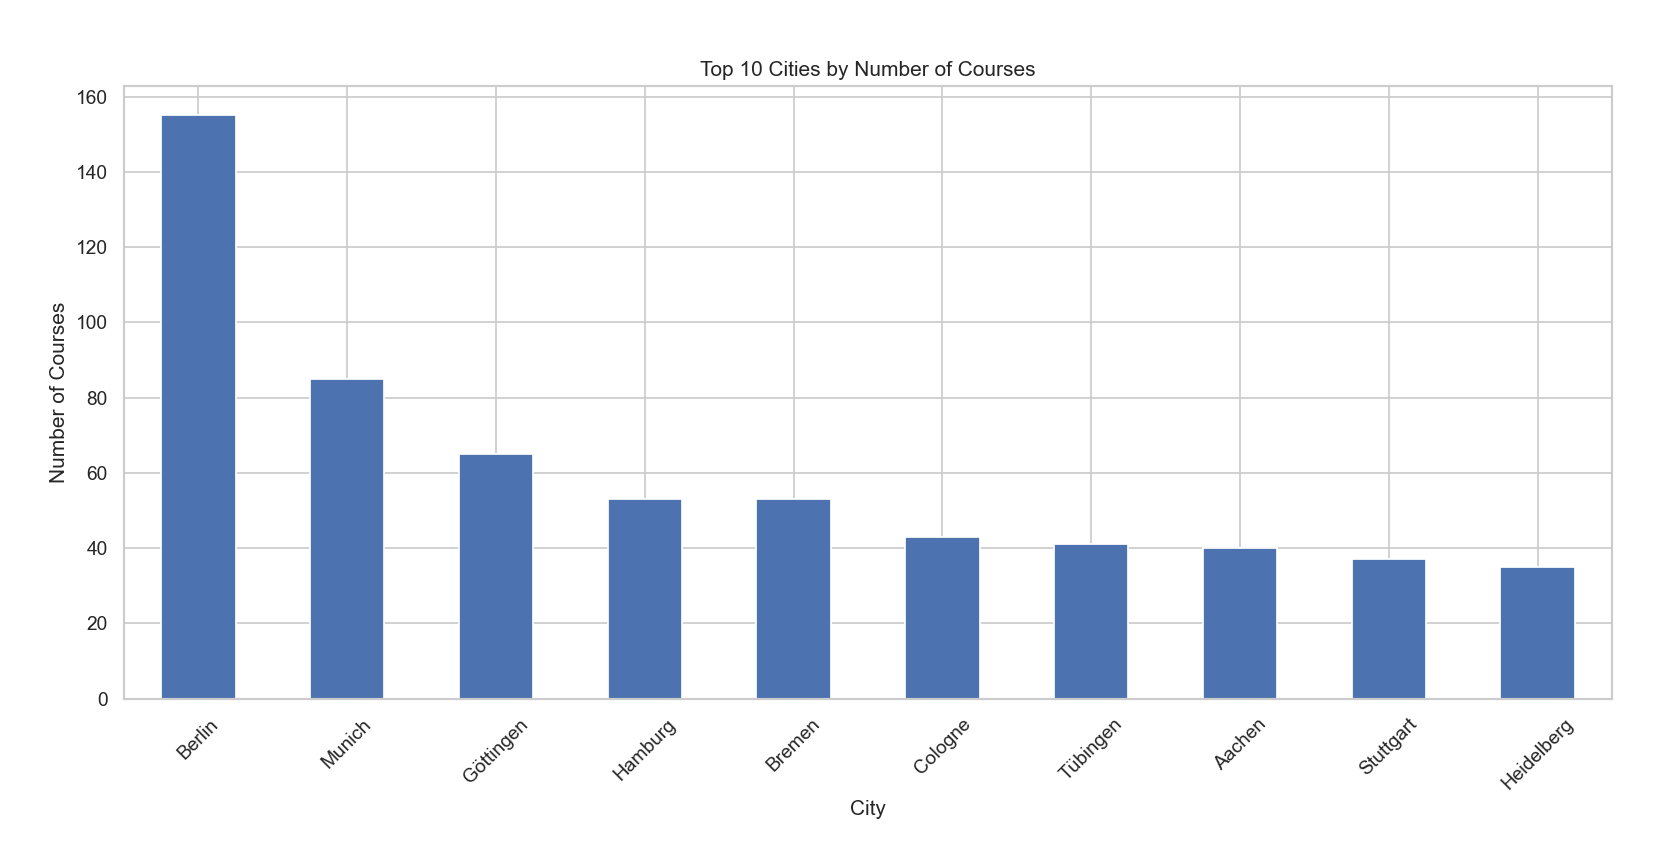 Top 10 Cities by Number of Courses
Number of Courses
160
140
120
100
80
60
40
20
0
Berlin
Munich
Göttingen
Hamburg
Bremen
Cologne
Tübingen
Aachen
Stuttgart
Heidelberg
City